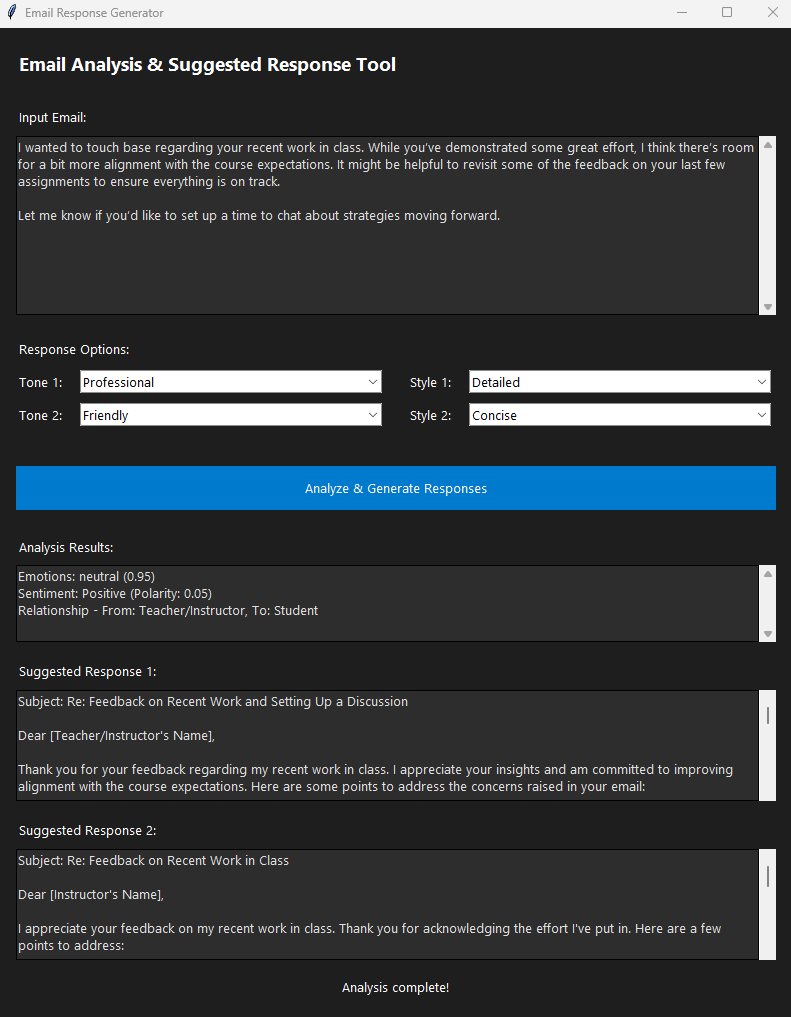 Email Response Generator
Email Analysis & Suggested Response Tool
Input Email:
I wanted to touch base regarding your recent work in class. While you've demonstrated some great effort, I think there's room
for a bit more alignment with the course expectations. It might be helpful to revisit some of the feedback on your last few
assignments to ensure everything is on track.
Let me know if you'd like to set up a time to chat about strategies moving forward.
Response Options:
Tone 1: Professional Style 1: Detailed
Tone 2: Friendly Style 2: Concise
Analyze & Generate Responses
Analysis Results:
Emotions: neutral (0.95)
Sentiment: Positive (Polarity: 0.05)
Relationship - From: Teacher/Instructor, To: Student
Suggested Response 1:
Subject: Re: Feedback on Recent Work and Setting Up a Discussion
Dear [Teacher/Instructor's Name],
Thank you for your feedback regarding my recent work in class. I appreciate your insights and am committed to improving
alignment with the course expectations. Here are some points to address the concerns raised in your email:
Suggested Response 2:
Subject: Re: Feedback on Recent Work in Class
Dear [Instructor's Name],
I appreciate your feedback on my recent work in class. Thank you for acknowledging the effort I've put in. Here are a few
points to address:
Analysis complete!